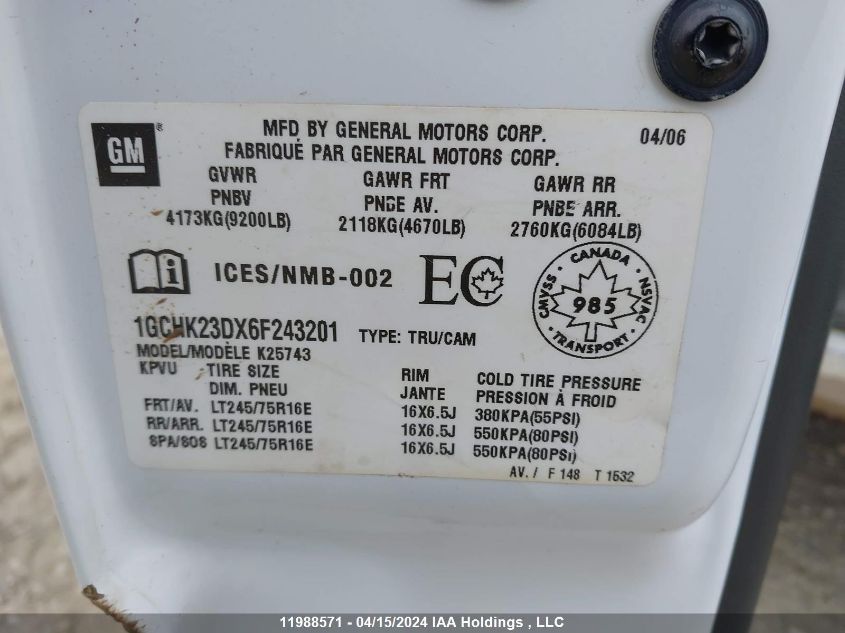 GM ®
MFD BY GENERAL MOTORS CORP. 04/06
FABRIQUÉ PAR GENERAL MOTORS CORP.
GVWR GAWR FRT GAWR RR
PNBV PNBE AV. PNBE ARR.
4173KG(9200LB) 2118KG(4670LB) 2760KG(6084LB)
i ICES/NMB-002 EC
CANADA
CMVSS 985 NSVAC
TRANSPORT
1GCHK23DX6F243201 TYPE: TRU/CAM
MODEL/MODÈLE K25743
KPVU TIRE SIZE RIM COLD TIRE PRESSURE
DIM. PNEU JANTE PRESSION À FROID
FRT/AV. LT245/75R16E 16X6.5J 380KPA(55PSI)
RR/ARR. LT245/75R16E 16X6.5J 550KPA(80PSI)
SPA/SOS LT245/75R16E 16X6.5J 550KPA(80PSI)
AV. / F 148 T 1532
11988571 - 04/15/2024 IAA Holdings , LLC